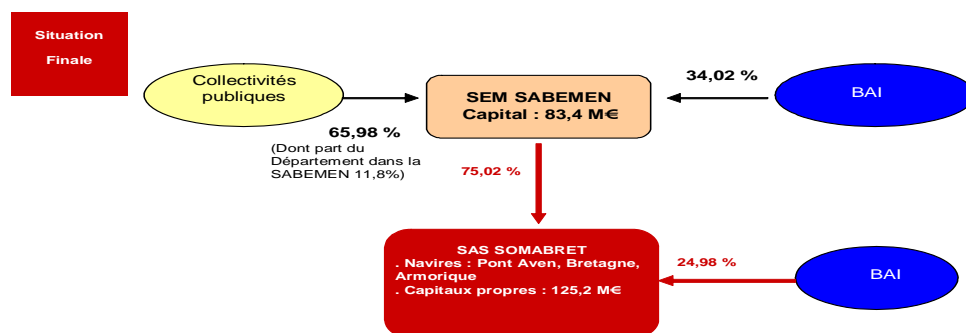 Situation
Finale
Collectivités
publiques
34,02 %
BAI
SEM SABEMEN
Capital : 83,4 M€
65,98 %
(Dont part du
Département dans la
SABEMEN 11,8%)
75,02 %
SAS SOMABRET
. Navires : Pont Aven, Bretagne,
Armorique
. Capitaux propres : 125,2 M€
24,98 %
BAI